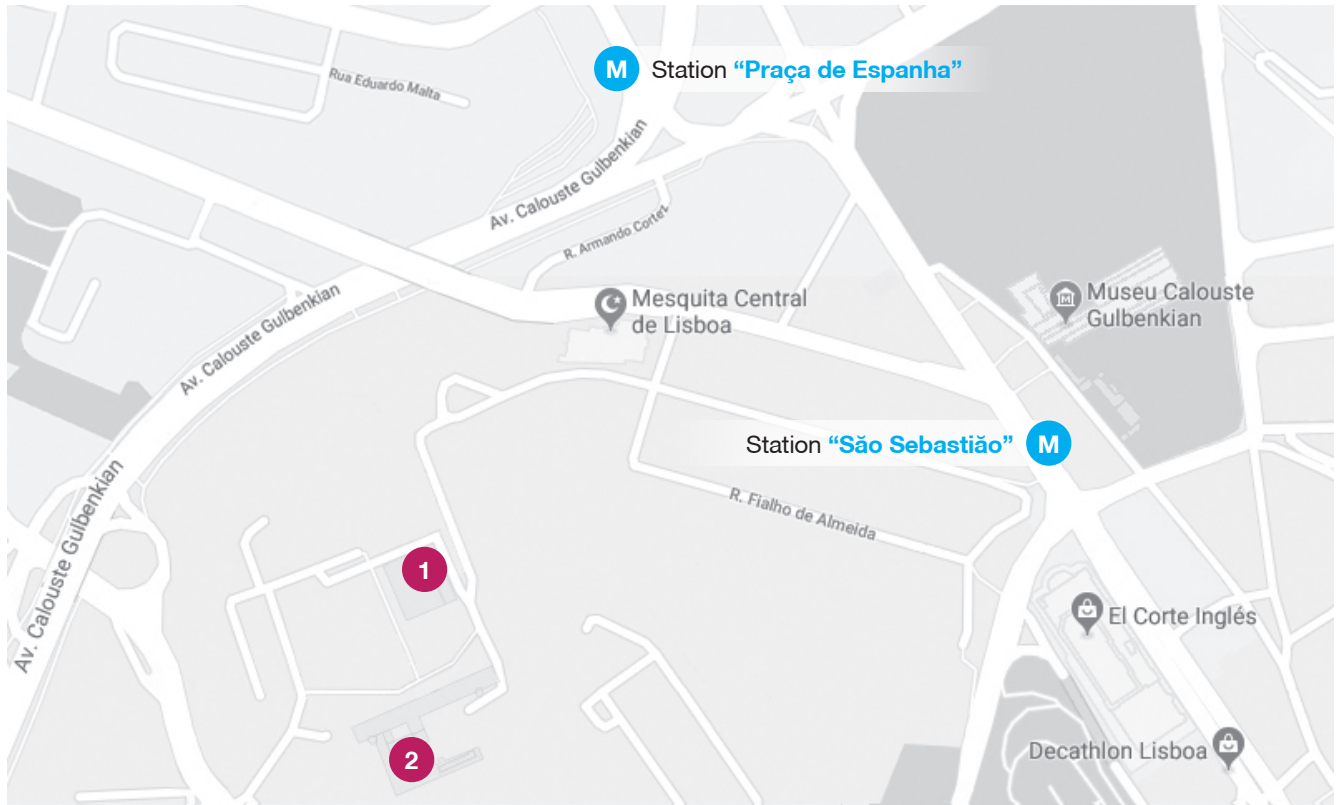 M Station “Praça de Espanha”
Rua Eduardo Malta
Av. Calouste Gulbenkian
R. Armando Cortez
Mesquita Central
de Lisboa
Museu Calouste
Gulbenkian
Av. Calouste Gulbenkian
Station “São Sebastião” M
Av. Calouste Gulbenkian
R. Fialho de Almeida
1
El Corte Inglés
2
Decathlon Lisboa